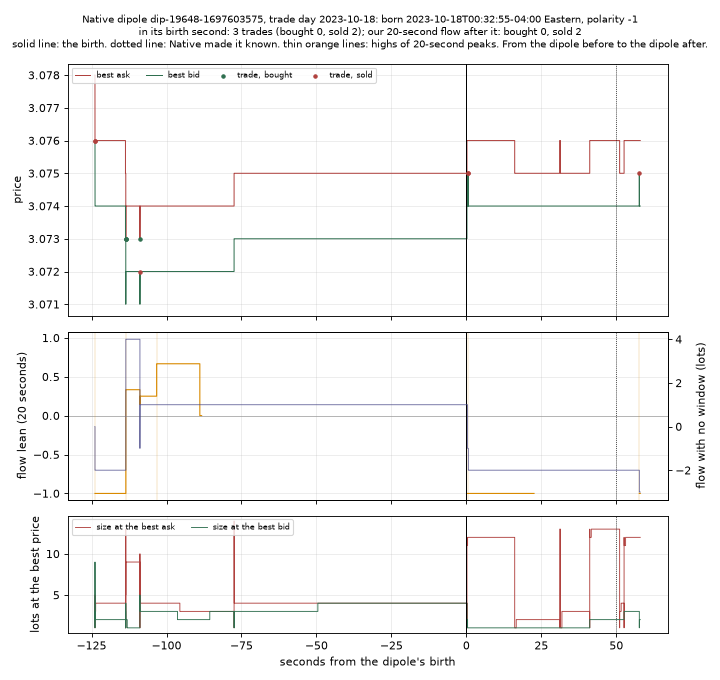 Native dipole dip-19648-1697603575, trade day 2023-10-18: born 2023-10-18T00:32:55-04:00 Eastern, polarity -1
in its birth second: 3 trades (bought 0, sold 2); our 20-second flow after it: bought 0, sold 2
solid line: the birth. dotted line: Native made it known. thin orange lines: highs of 20-second peaks. From the dipole before to the dipole after.
best ask
best bid
trade, bought
trade, sold
3.078
3.077
3.076
3.075
3.074
3.073
3.072
3.071
price
1.0
0.5
0.0
−0.5
−1.0
flow lean (20 seconds)
4
2
0
−2
flow with no window (lots)
size at the best ask
size at the best bid
10
5
lots at the best price
−125
−100
−75
−50
−25
0
25
50
seconds from the dipole's birth